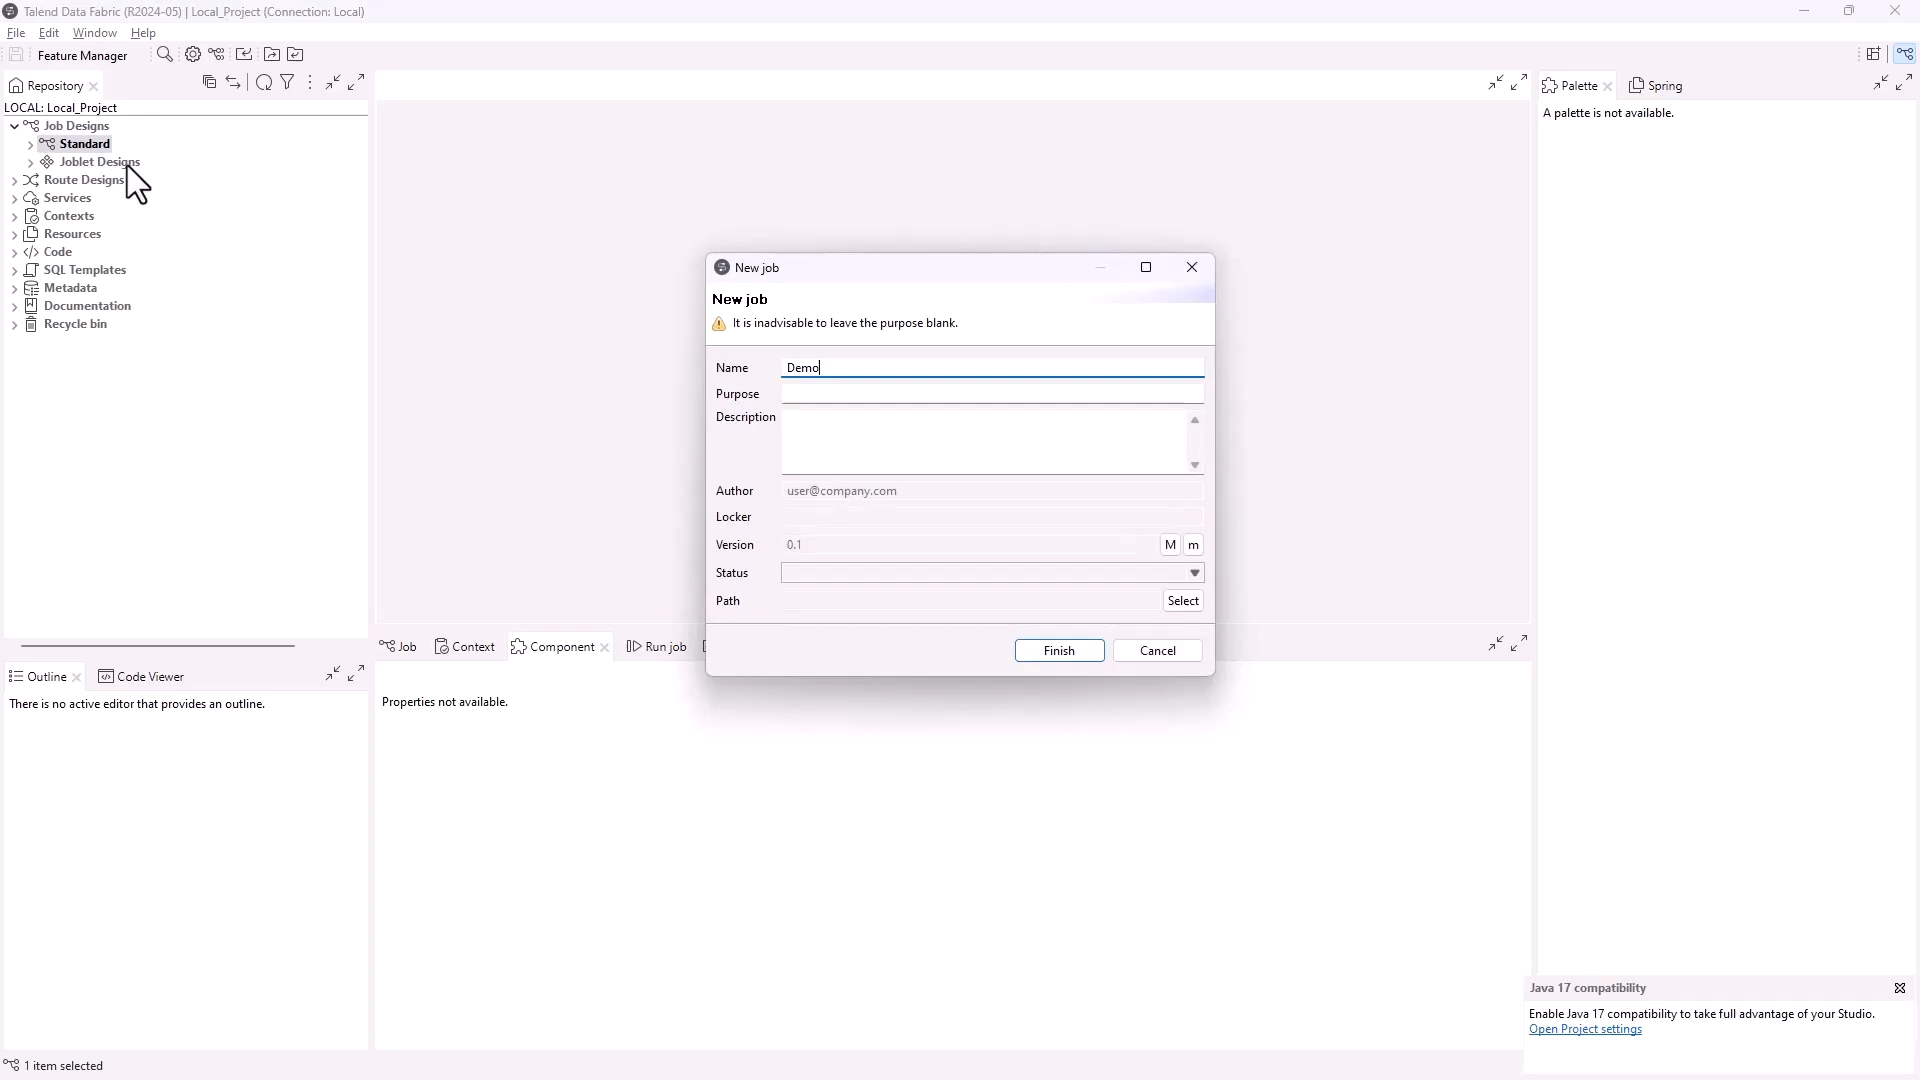 Talend Data Fabric (R2024-05) | Local_Project (Connection: Local)
File Edit Window Help
Feature Manager
Repository
LOCAL: Local_Project
Job Designs
Standard
Joblet Designs
Route Designs
Services
Contexts
Resources
Code
SQL Templates
Metadata
Documentation
Recycle bin
Palette Spring
A palette is not available.
New job
New job
It is inadvisable to leave the purpose blank.
Name Demo
Purpose
Description
Author user@company.com
Locker
Version 0.1 M m
Status
Path Select
Finish Cancel
Job Context Component Run job
Properties not available.
Outline Code Viewer
There is no active editor that provides an outline.
Java 17 compatibility
Enable Java 17 compatibility to take full advantage of your Studio.
Open Project settings
1 item selected